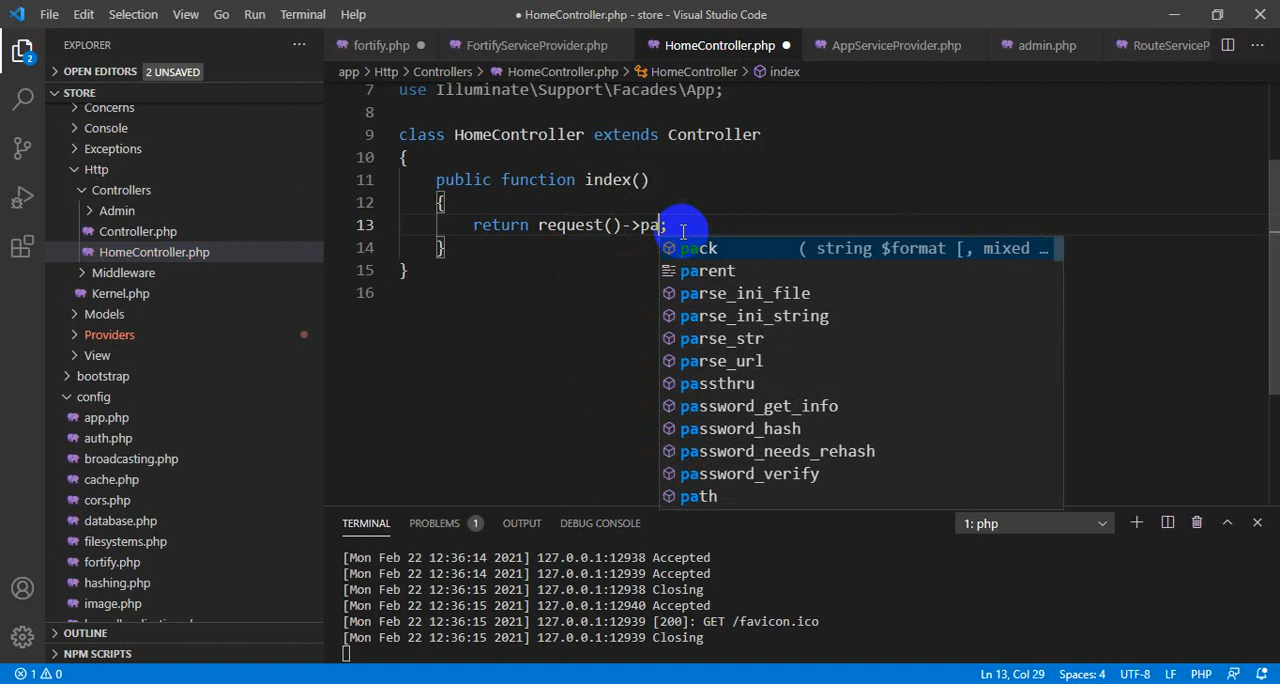 File Edit Selection View Go Run Terminal Help
● HomeController.php - store - Visual Studio Code
EXPLORER
OPEN EDITORS 2 UNSAVED
STORE
Concerns
Console
Exceptions
Http
Controllers
Admin
Controller.php
HomeController.php
Middleware
Kernel.php
Models
Providers
View
bootstrap
config
app.php
auth.php
broadcasting.php
cache.php
cors.php
database.php
filesystems.php
fortify.php
hashing.php
image.php
OUTLINE
NPM SCRIPTS
2
fortify.php FortifyServiceProvider.php HomeController.php AppServiceProvider.php admin.php RouteServiceP
app > Http > Controllers > HomeController.php > HomeController > index
7 use Illuminate\Support\Facades\App;
8
9 class HomeController extends Controller
10 {
11 public function index()
12 {
13 return request()->pa;
14 }
15 }
16
pack ( string $format [, mixed …
parent
parse_ini_file
parse_ini_string
parse_str
parse_url
passthru
password_get_info
password_hash
password_needs_rehash
password_verify
path
TERMINAL PROBLEMS 1 OUTPUT DEBUG CONSOLE 1: php
[Mon Feb 22 12:36:14 2021] 127.0.0.1:12938 Accepted
[Mon Feb 22 12:36:14 2021] 127.0.0.1:12939 Accepted
[Mon Feb 22 12:36:15 2021] 127.0.0.1:12938 Closing
[Mon Feb 22 12:36:15 2021] 127.0.0.1:12940 Accepted
[Mon Feb 22 12:36:15 2021] 127.0.0.1:12939 [200]: GET /favicon.ico
[Mon Feb 22 12:36:15 2021] 127.0.0.1:12939 Closing
1 0 Ln 13, Col 29 Spaces: 4 UTF-8 LF PHP